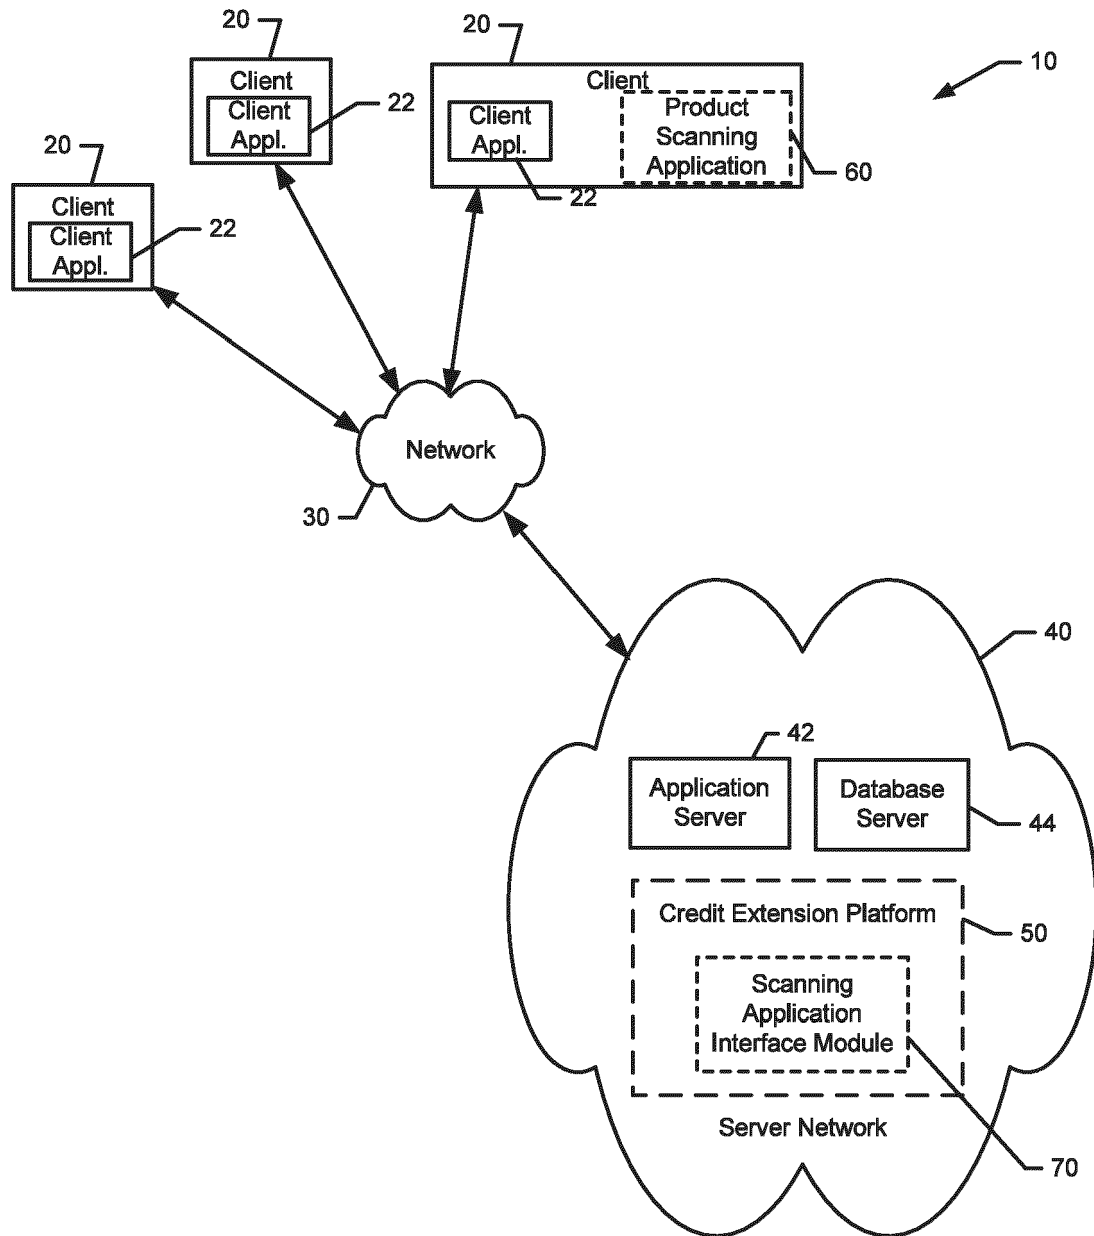 20
20
20
10
Client
Client
Appl.
22
Client
Client
Appl.
22
Product
Scanning
Application
60
20
Client
Client
Appl.
22
Network
30
40
42
Application
Server
Database
Server
44
Credit Extension Platform
50
Scanning
Application
Interface Module
Server Network
70